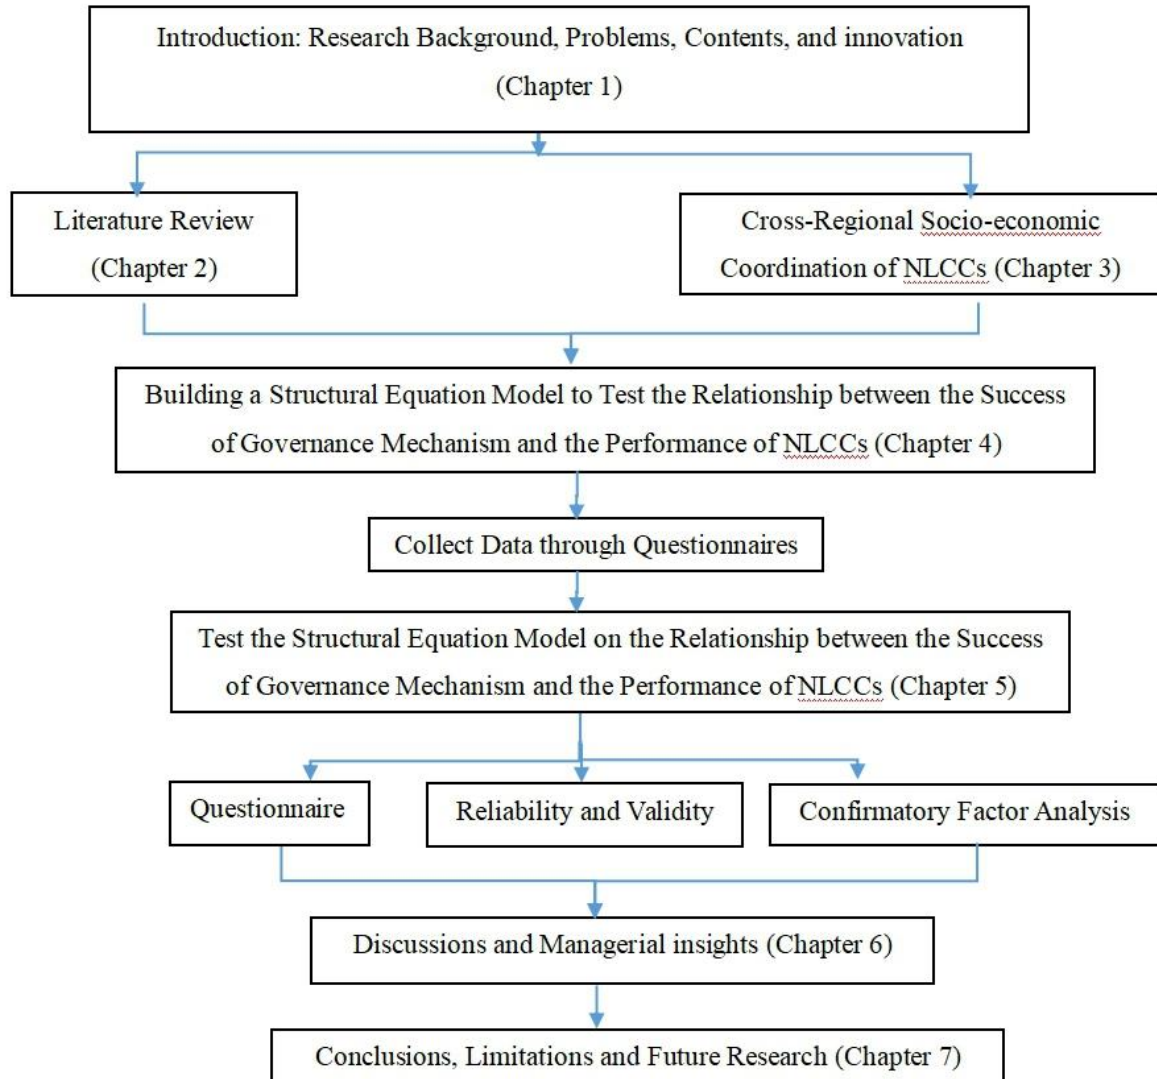 Introduction: Research Background, Problems, Contents, and innovation
(Chapter 1)
Literature Review
(Chapter 2)
Cross-Regional Socio-economic
Coordination of NLCCs (Chapter 3)
Building a Structural Equation Model to Test the Relationship between the Success
of Governance Mechanism and the Performance of NLCCs (Chapter 4)
Collect Data through Questionnaires
Test the Structural Equation Model on the Relationship between the Success
of Governance Mechanism and the Performance of NLCCs (Chapter 5)
Questionnaire
Reliability and Validity
Confirmatory Factor Analysis
Discussions and Managerial insights (Chapter 6)
Conclusions, Limitations and Future Research (Chapter 7)